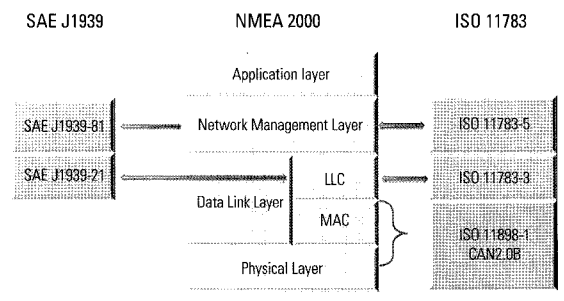 SAE J1939 NMEA 2000 ISO 11783
Application layer
SAE J1939-81 Network Management Layer ISO 11783-5
SAE J1939-21 LLC ISO 11783-3
Data Link Layer
MAC
ISO 11898-1
CAN2.0B
Physical Layer